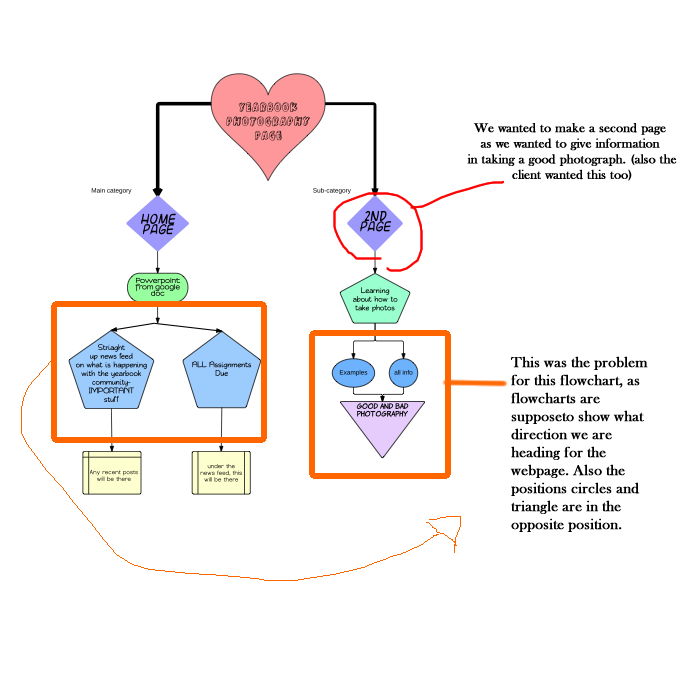 YEARBOOK
PHOTOGRAPHY
PAGE
We wanted to make a second page
as we wanted to give information
in taking a good photograph. (also the
client wanted this too)
Main category
Sub-category
HOME
PAGE
2ND
PAGE
Powerpoint
from google
doc
Learning
about how to
take photos
Striaght
up news feed
on what is happening
with the yearbook
community-
IMPORTANT
stuff
ALL Assignments
Due
Examples
all info
GOOD AND BAD
PHOTOGRAPHY
This was the problem
for this flowchart, as
flowcharts are
supposeto show what
direction we are
heading for the
webpage. Also the
positions circles and
triangle are in the
opposite position.
Any recent posts
will be there
under the
news feed, this
will be there